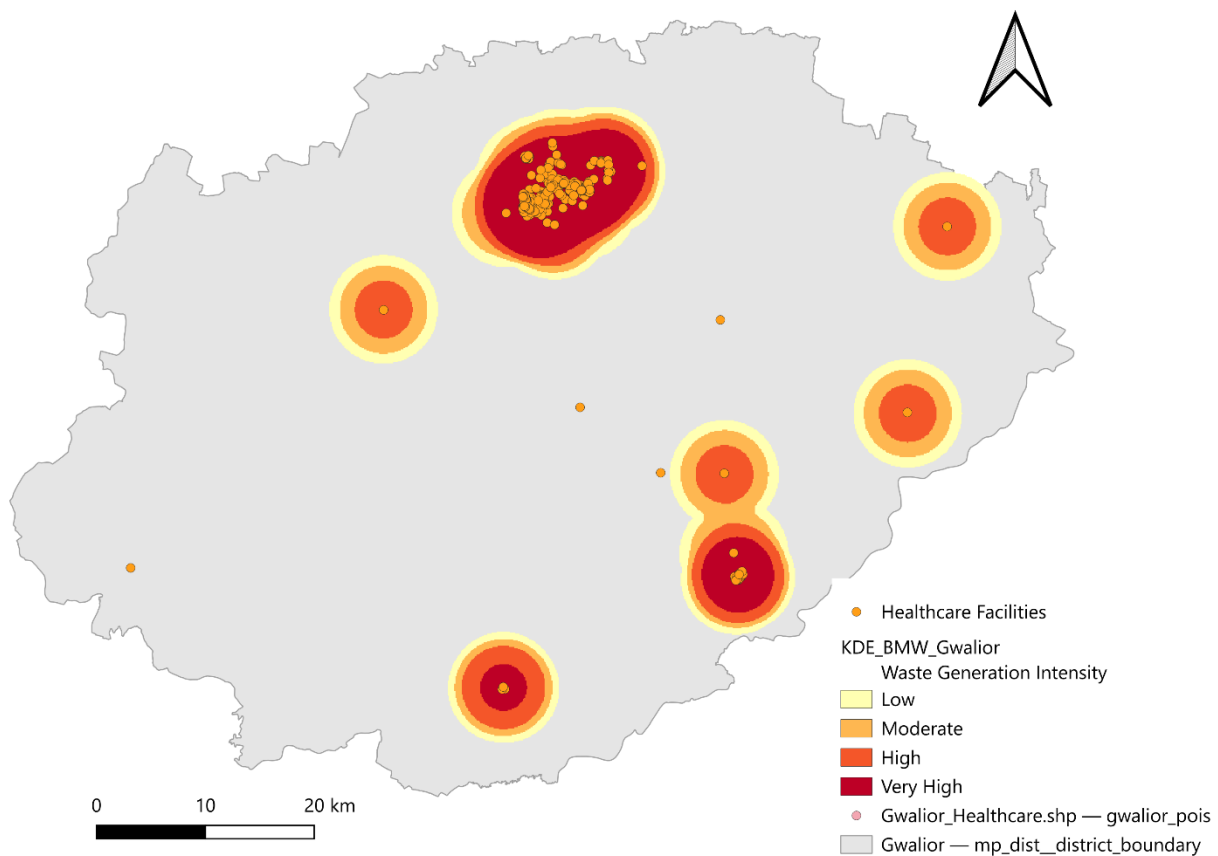 0 10 20 km
Healthcare Facilities
KDE_BMW_Gwalior
Waste Generation Intensity
Low
Moderate
High
Very High
Gwalior_Healthcare.shp — gwalior_pois
Gwalior — mp_dist__district_boundary